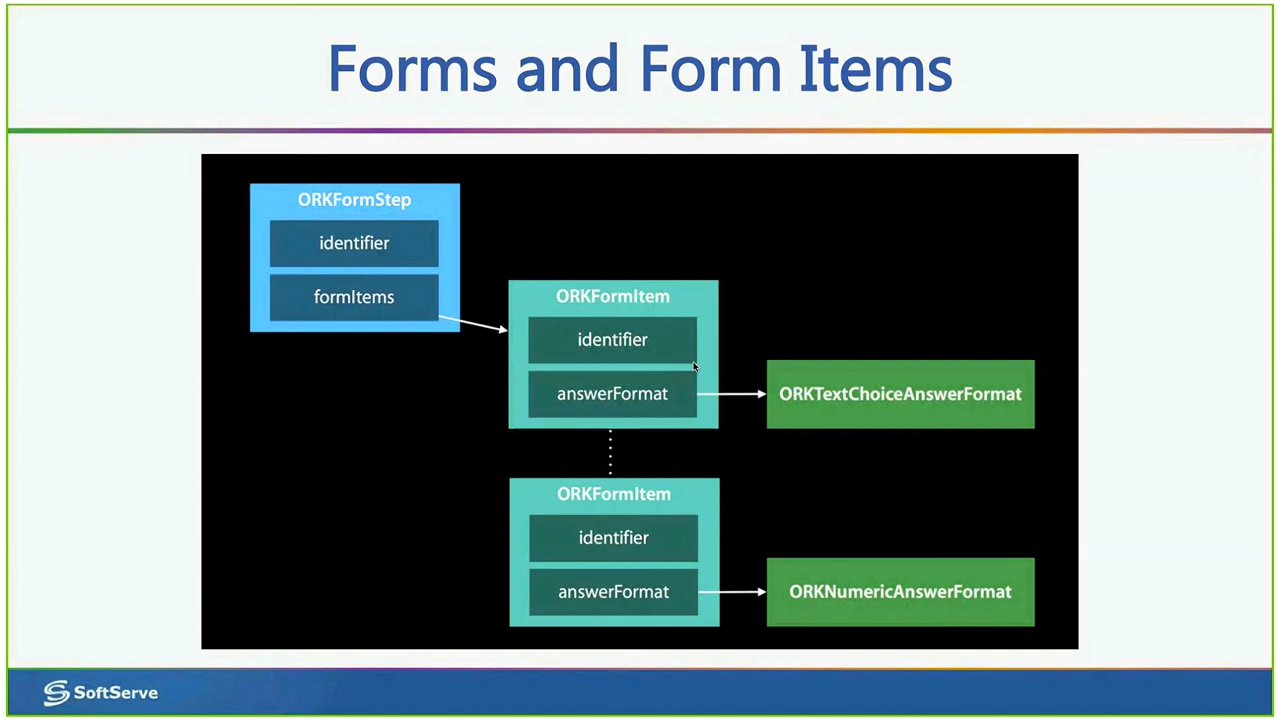 Forms and Form Items
ORKFormStep
identifier
formItems
ORKFormItem
identifier
answerFormat
ORKTextChoiceAnswerFormat
ORKFormItem
identifier
answerFormat
ORKNumericAnswerFormat
SoftServe